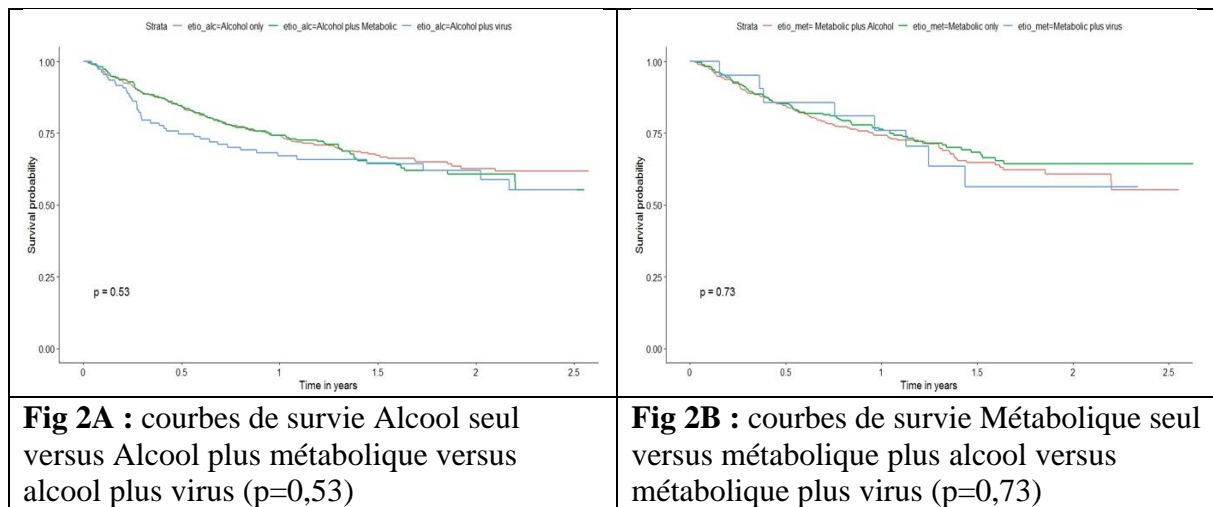 Strata etio_alc=Alcohol only etio_alc=Alcohol plus Metabolic etio_alc=Alcohol plus virus
1.00
0.75
0.50
0.25
0.00
Survival probability
p = 0.53
0 0.5 1 1.5 2 2.5
Time in years
Strata etio_met= Metabolic plus Alcohol etio_met=Metabolic only etio_met=Metabolic plus virus
1.00
0.75
0.50
0.25
0.00
Survival probability
p = 0.73
0 0.5 1 1.5 2 2.5
Time in years
Fig 2A : courbes de survie Alcool seul
versus Alcool plus métabolique versus
alcool plus virus (p=0,53)
Fig 2B : courbes de survie Métabolique seul
versus métabolique plus alcool versus
métabolique plus virus (p=0,73)